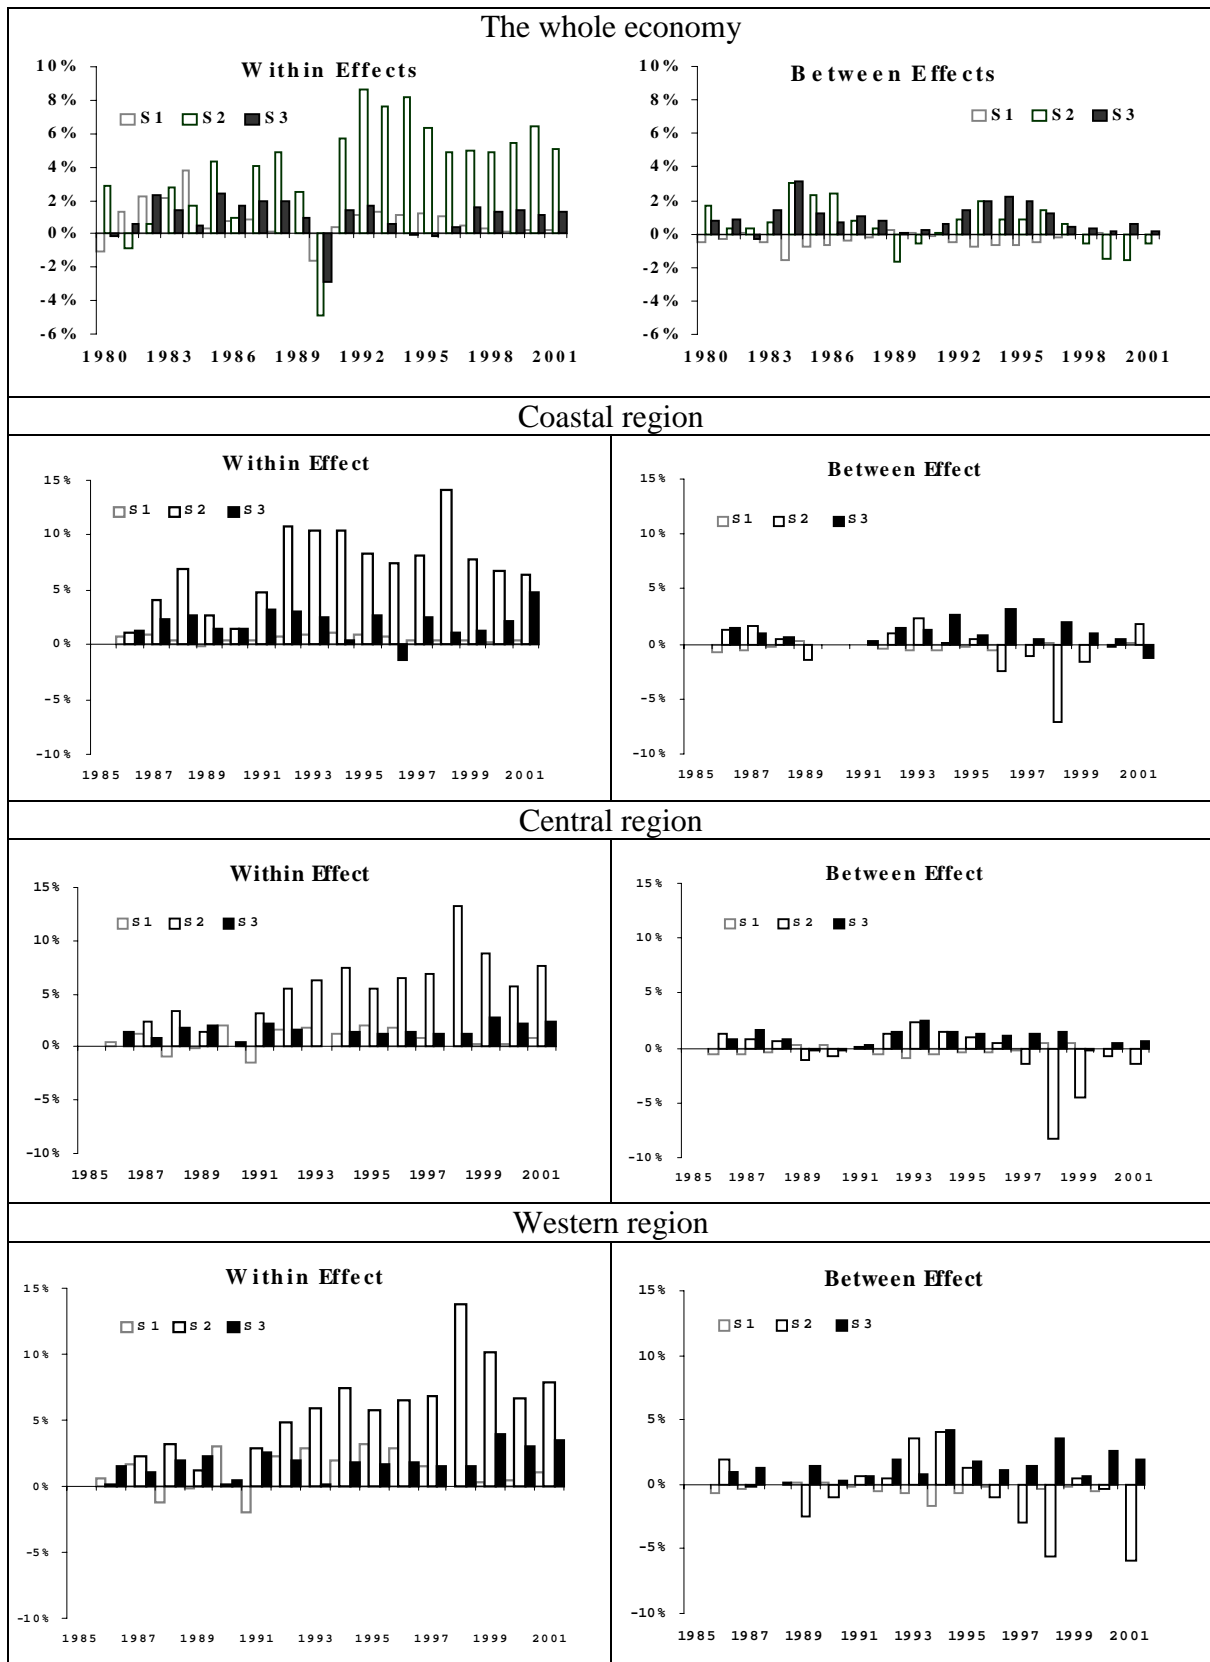 The whole economy
Within Effects
10%
8%
6%
4%
2%
0%
-2%
-4%
-6%
S1 S2 S3
1980 1983 1986 1989 1992 1995 1998 2001
Between Effects
10%
8%
6%
4%
2%
0%
-2%
-4%
-6%
S1 S2 S3
1980 1983 1986 1989 1992 1995 1998 2001
Coastal region
Within Effect
15%
10%
5%
0%
-5%
-10%
S1 S2 S3
1985 1987 1989 1991 1993 1995 1997 1999 2001
Between Effect
15%
10%
5%
0%
-5%
-10%
S1 S2 S3
1985 1987 1989 1991 1993 1995 1997 1999 2001
Central region
Within Effect
15%
10%
5%
0%
-5%
-10%
S1 S2 S3
1985 1987 1989 1991 1993 1995 1997 1999 2001
Between Effect
15%
10%
5%
0%
-5%
-10%
S1 S2 S3
1985 1987 1989 1991 1993 1995 1997 1999 2001
Western region
Within Effect
15%
10%
5%
0%
-5%
-10%
S1 S2 S3
1985 1987 1989 1991 1993 1995 1997 1999 2001
Between Effect
15%
10%
5%
0%
-5%
-10%
S1 S2 S3
1985 1987 1989 1991 1993 1995 1997 1999 2001